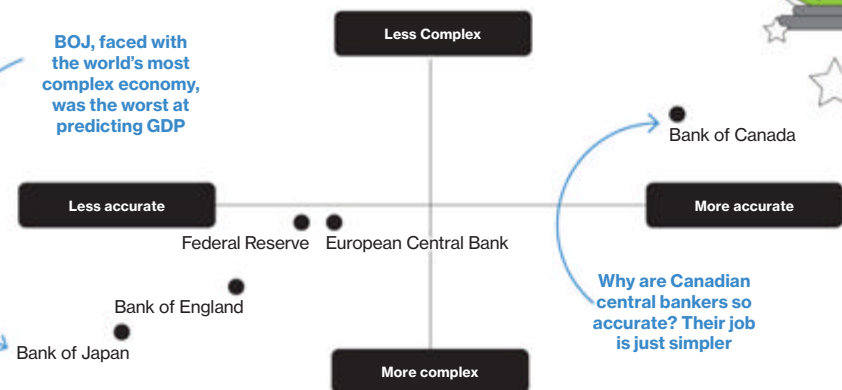 BOJ, faced with
the world's most
complex economy,
was the worst at
predicting GDP
Less Complex
Bank of Canada
Less accurate
More accurate
Federal Reserve
European Central Bank
Bank of England
Bank of Japan
Why are Canadian
central bankers so
accurate? Their job
is just simpler
More complex